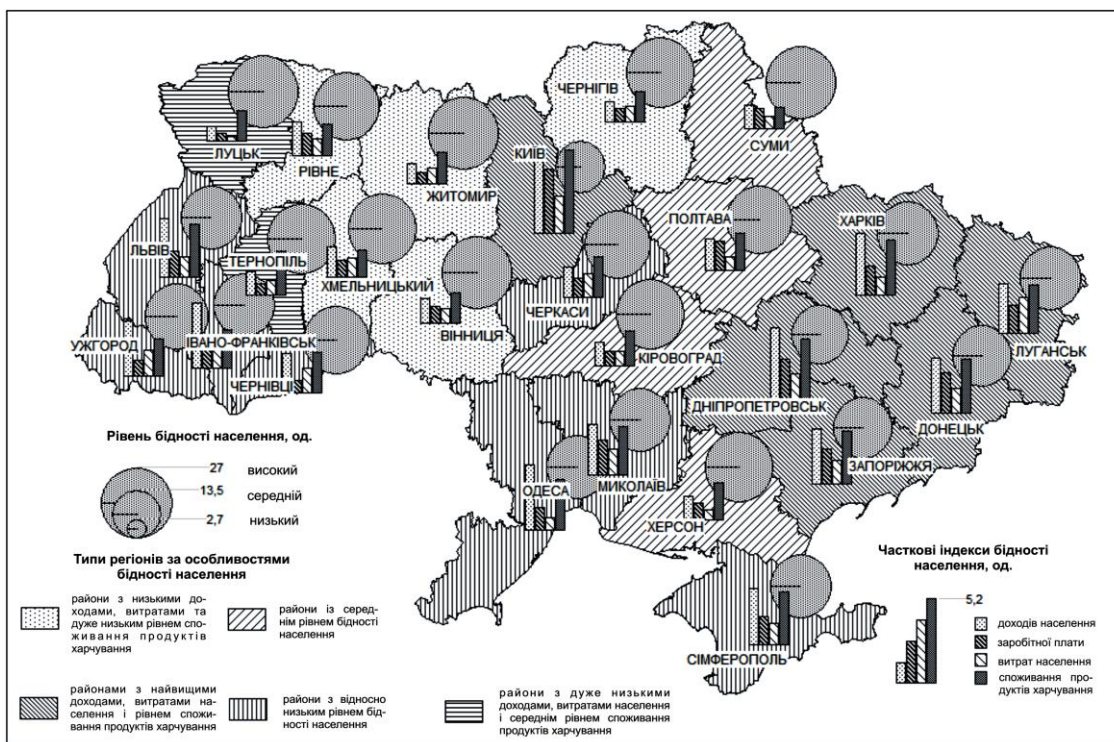 ЧЕРНІГІВ
СУМИ
ЛУЦЬК
РІВНЕ
КИЇВ
ЖИТОМИР
ПОЛТАВА
ХАРКІВ
ЛЬВІВ
ТЕРНОПІЛЬ
ХМЕЛЬНИЦЬКИЙ
ЧЕРКАСИ
ВІННИЦЯ
УЖГОРОД
ІВАНО-ФРАНКІВСЬК
КІРОВОГРАД
ЛУГАНСЬК
ЧЕРНІВЦІ
ДНІПРОПЕТРОВСЬК
ДОНЕЦЬК
ЗАПОРІЖЖЯ
ОДЕСА
МИКОЛАЇВ
ХЕРСОН
СІМФЕРОПОЛЬ
Рівень бідності населення, од.
27 високий
13,5 середній
2,7 низький
Типи регіонів за особливостями
бідності населення
райони з низькими до-
ходами, витратами та
дуже низьким рівнем спо-
живання продуктів
харчування
райони із серед-
нім рівнем бідності
населення
районами з найвищими
доходами, витратами на-
селення і рівнем спожи-
вання продуктів харчування
райони з відносно
низьким рівнем бід-
ності населення
райони з дуже низькими
доходами, витратами населення
і середнім рівнем споживання
продуктів харчування
Часткові індекси бідності
населення, од.
5,2
доходів населення
заробітної плати
витрат населення
споживання про-
дуктів харчування